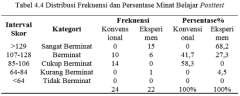 Tabel 4.4 Distribusi Frekuensi dan Persentase Minat Belajar Posttest
Interval Skor Kategori Frekuensi Persentase%
Konvensional Eksperimen Konvensional Eksperimen
>129 Sangat Berminat 0 15 0 68,2
107-128 Berminat 10 6 41,7 27,3
85-106 Cukup Berminat 14 0 58,3 0
64-84 Kurang Berminat 0 1 0 4,5
<64 Tidak Berminat 0 0 0 0
24 22 100% 100%